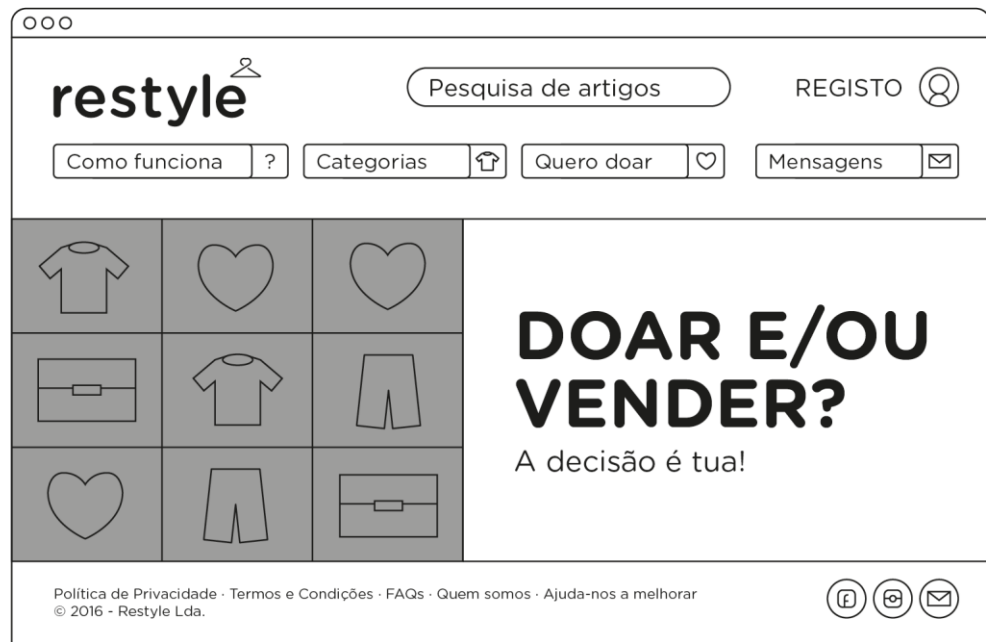 restyle
Pesquisa de artigos
REGISTO
Como funciona ?
Categorias
Quero doar
Mensagens
DOAR E/OU
VENDER?
A decisão é tua!
Política de Privacidade · Termos e Condições · FAQs · Quem somos · Ajuda-nos a melhorar
© 2016 - Restyle Lda.